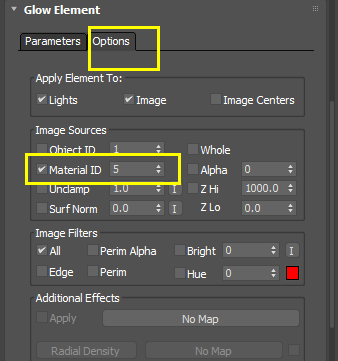 Glow Element
Parameters Options
Apply Element To:
Lights Image Image Centers
Image Sources
Object ID 1 Whole
Material ID 5 Alpha 0
Unclamp 1.0 I Z Hi 1000.0
Surf Norm 0.0 I Z Lo 0.0
Image Filters
All Perim Alpha Bright 0 I
Edge Perim Hue 0
Additional Effects
Apply No Map
Radial Density No Map